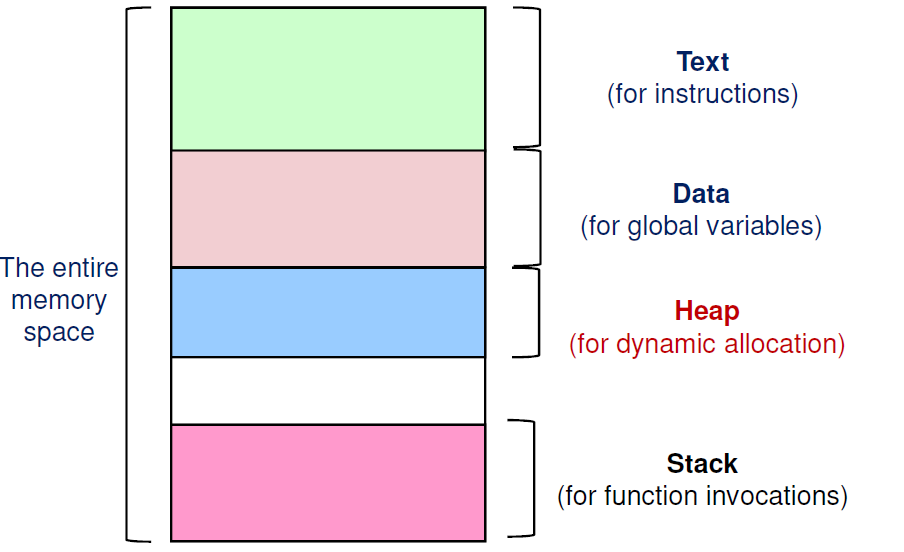 Text
(for instructions)
Data
(for global variables)
The entire
memory
space
Heap
(for dynamic allocation)
Stack
(for function invocations)